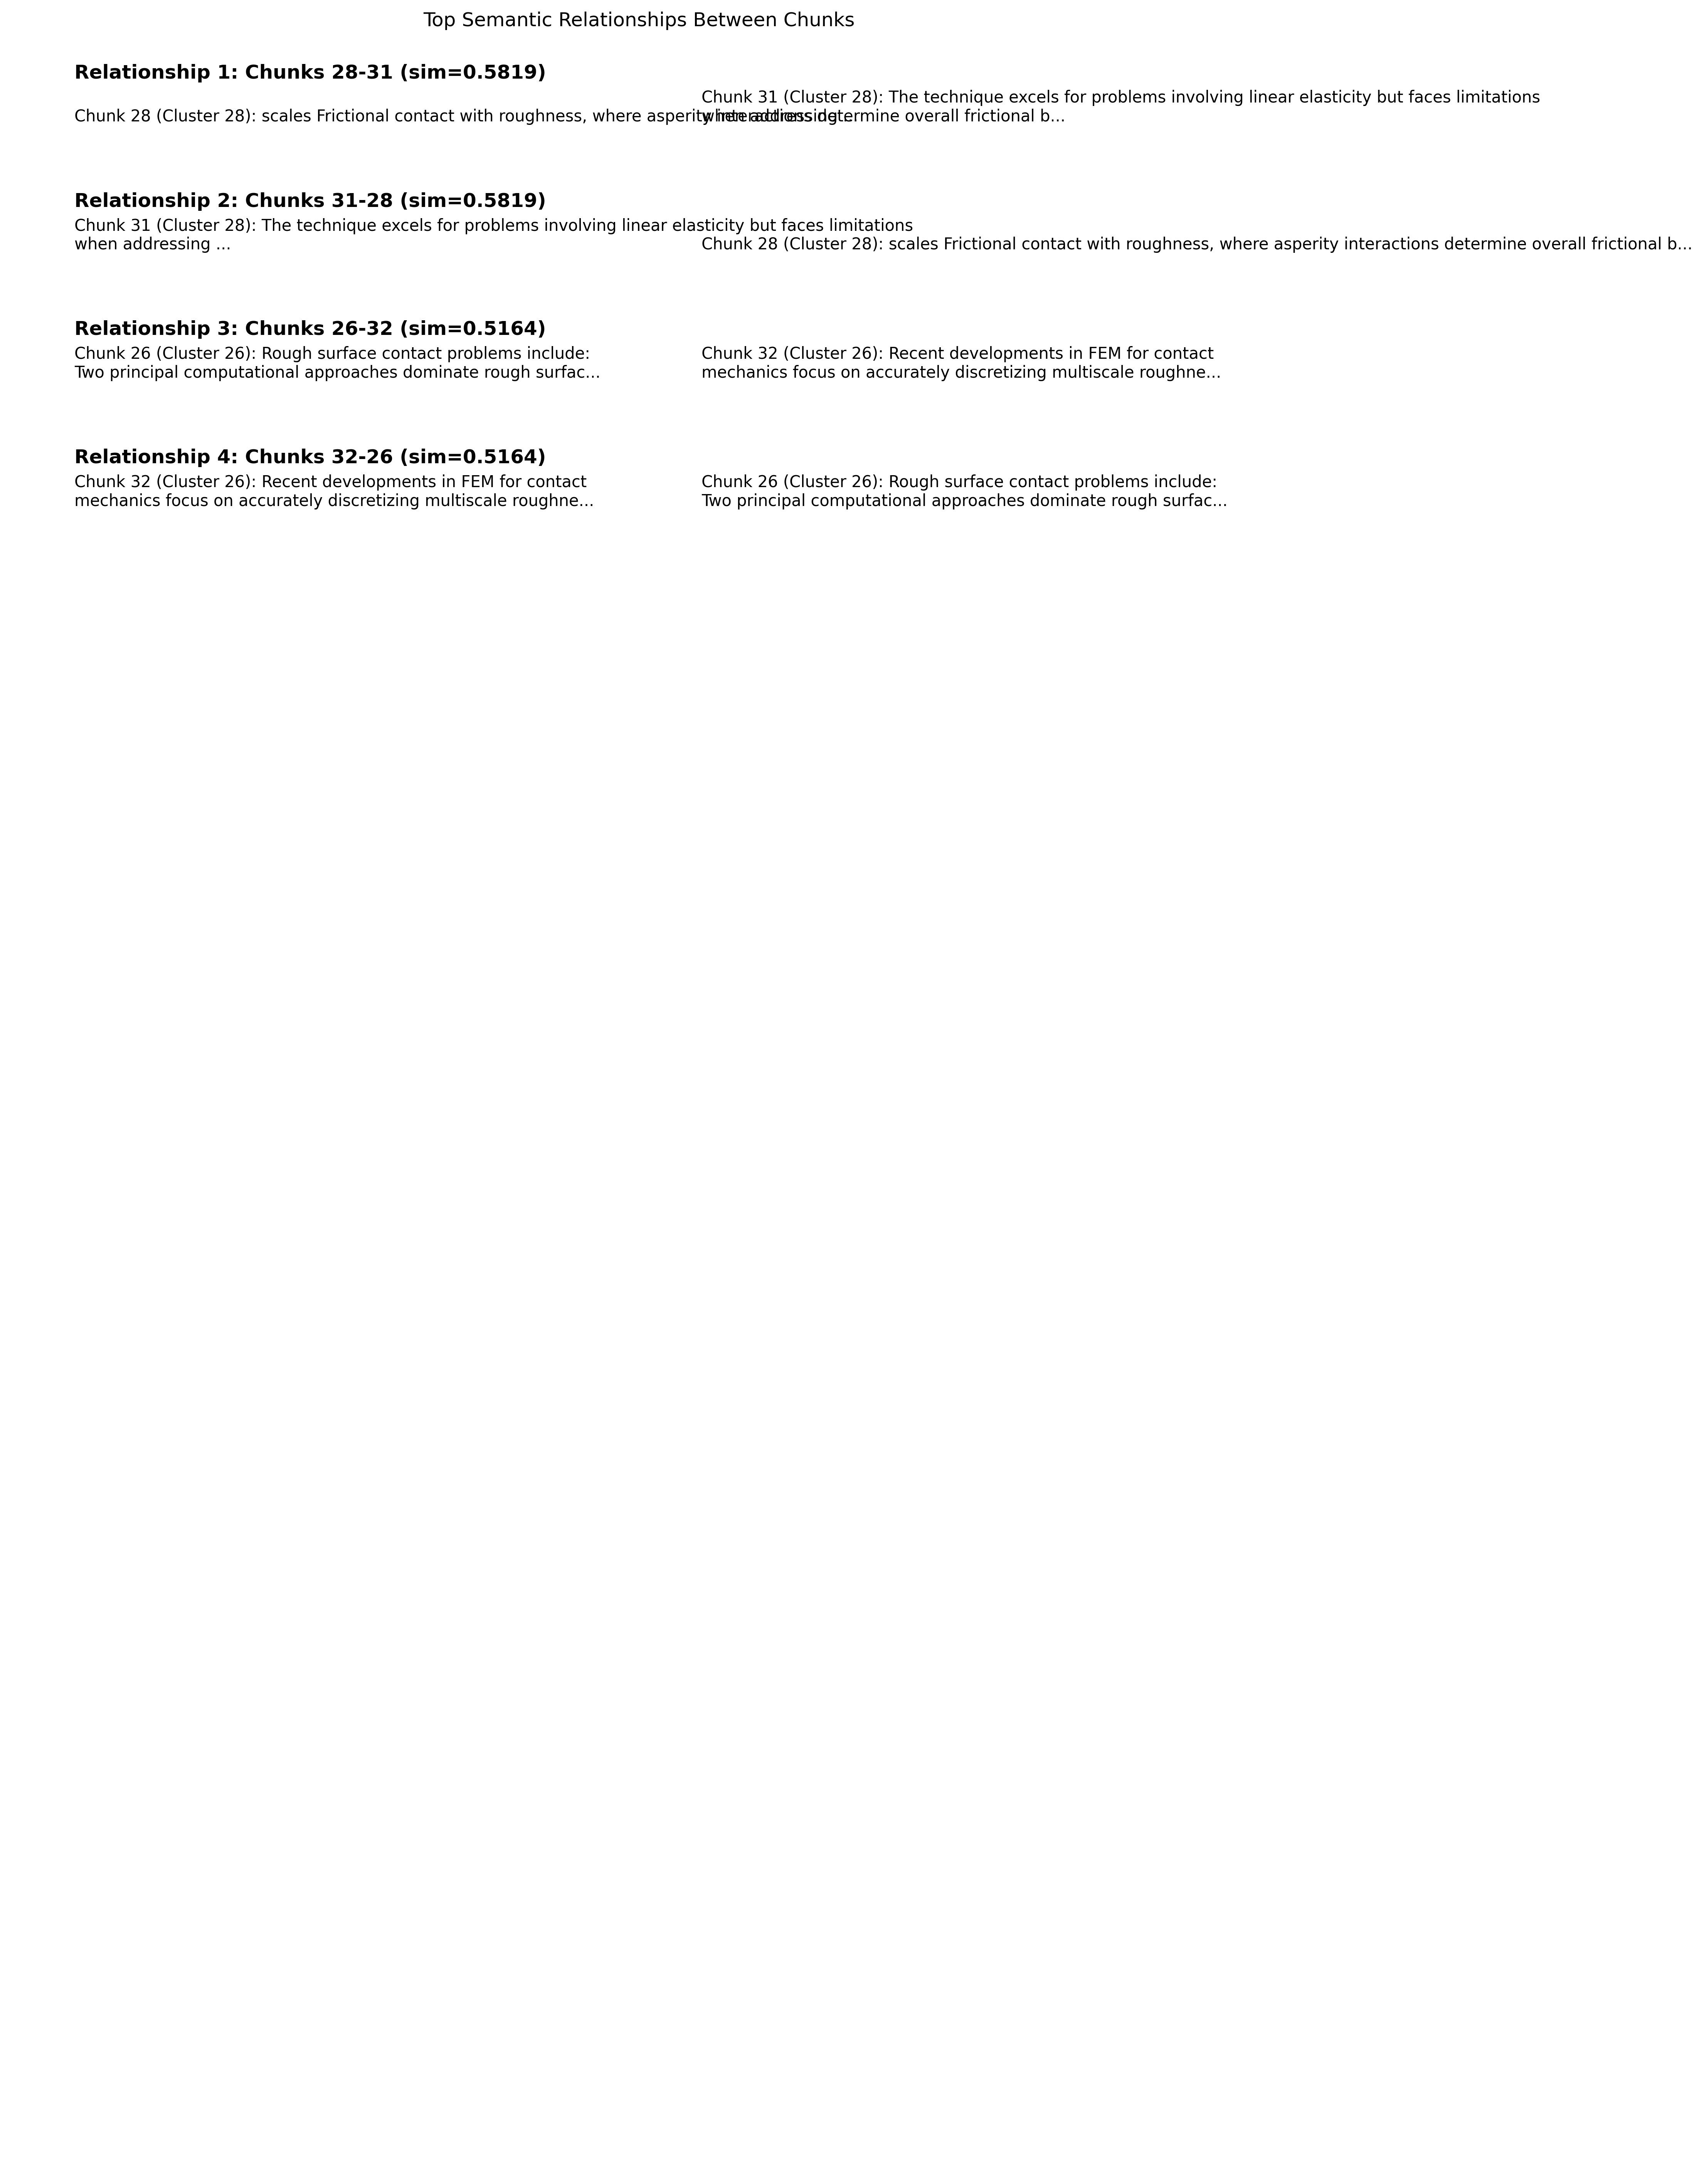 Top Semantic Relationships Between Chunks
Relationship 1: Chunks 28-31 (sim=0.5819)
Chunk 28 (Cluster 28): scales Frictional contact with roughness, where asperity interactions determine overall frictional b...
Chunk 31 (Cluster 28): The technique excels for problems involving linear elasticity but faces limitations
when addressing ...
Relationship 2: Chunks 31-28 (sim=0.5819)
Chunk 31 (Cluster 28): The technique excels for problems involving linear elasticity but faces limitations
when addressing ...
Chunk 28 (Cluster 28): scales Frictional contact with roughness, where asperity interactions determine overall frictional b...
Relationship 3: Chunks 26-32 (sim=0.5164)
Chunk 26 (Cluster 26): Rough surface contact problems include:
Two principal computational approaches dominate rough surfac...
Chunk 32 (Cluster 26): Recent developments in FEM for contact
mechanics focus on accurately discretizing multiscale roughne...
Relationship 4: Chunks 32-26 (sim=0.5164)
Chunk 32 (Cluster 26): Recent developments in FEM for contact
mechanics focus on accurately discretizing multiscale roughne...
Chunk 26 (Cluster 26): Rough surface contact problems include:
Two principal computational approaches dominate rough surfac...